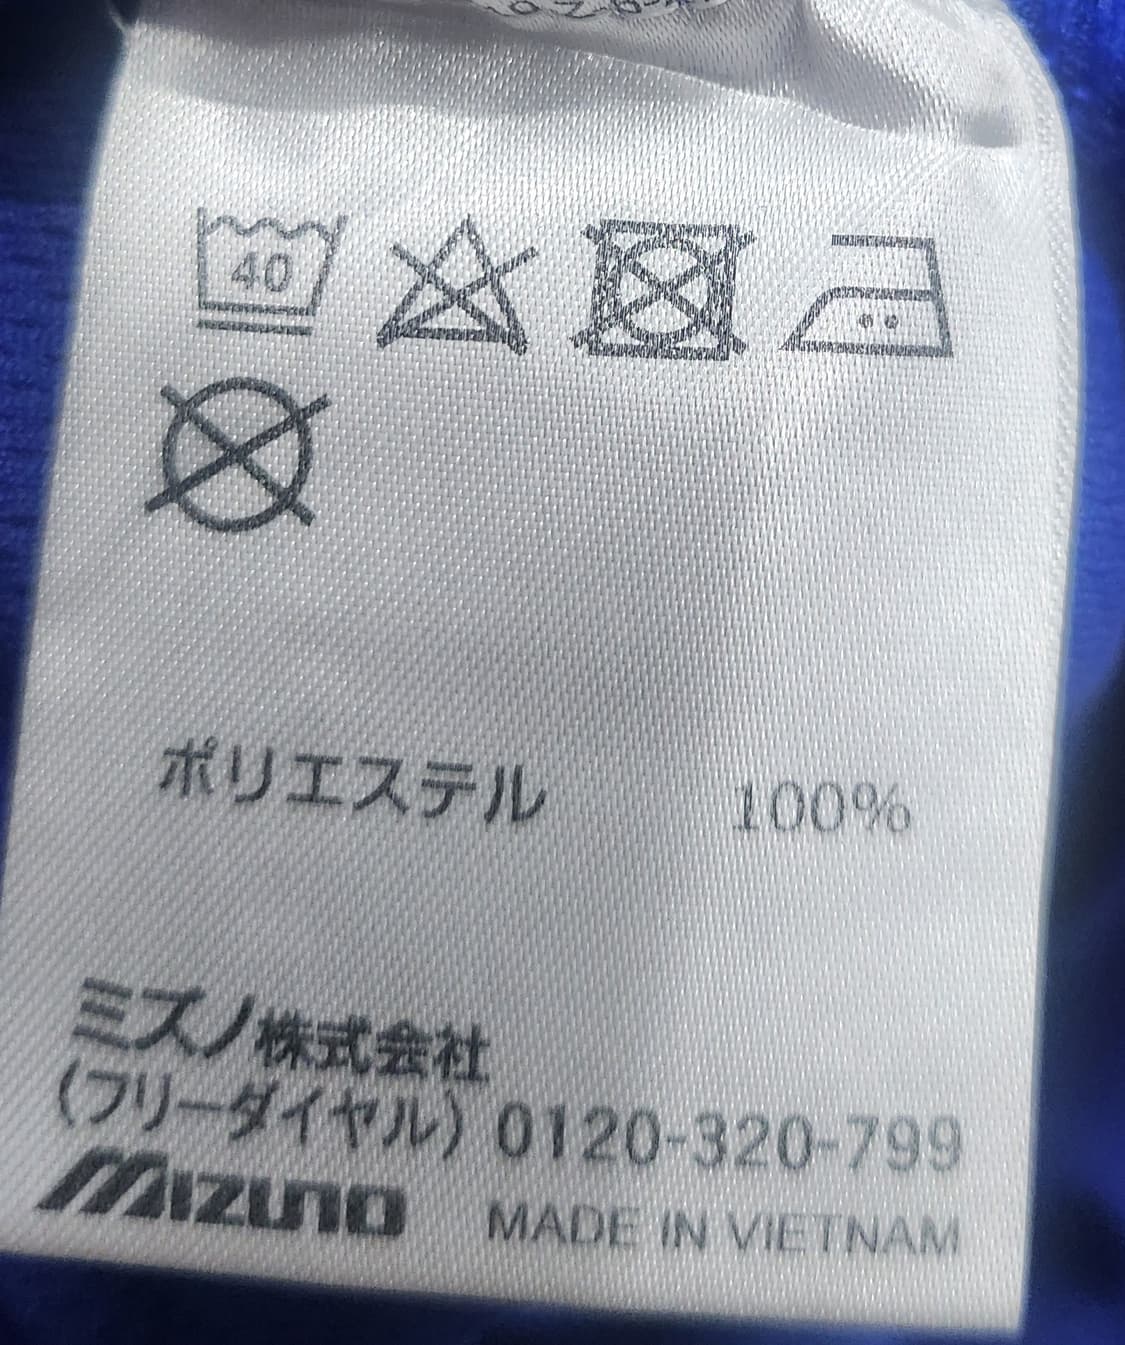 40
ポリエステル 100%
ミズノ株式会社
(フリーダイヤル) 0120-320-799
MIZUNO MADE IN VIETNAM